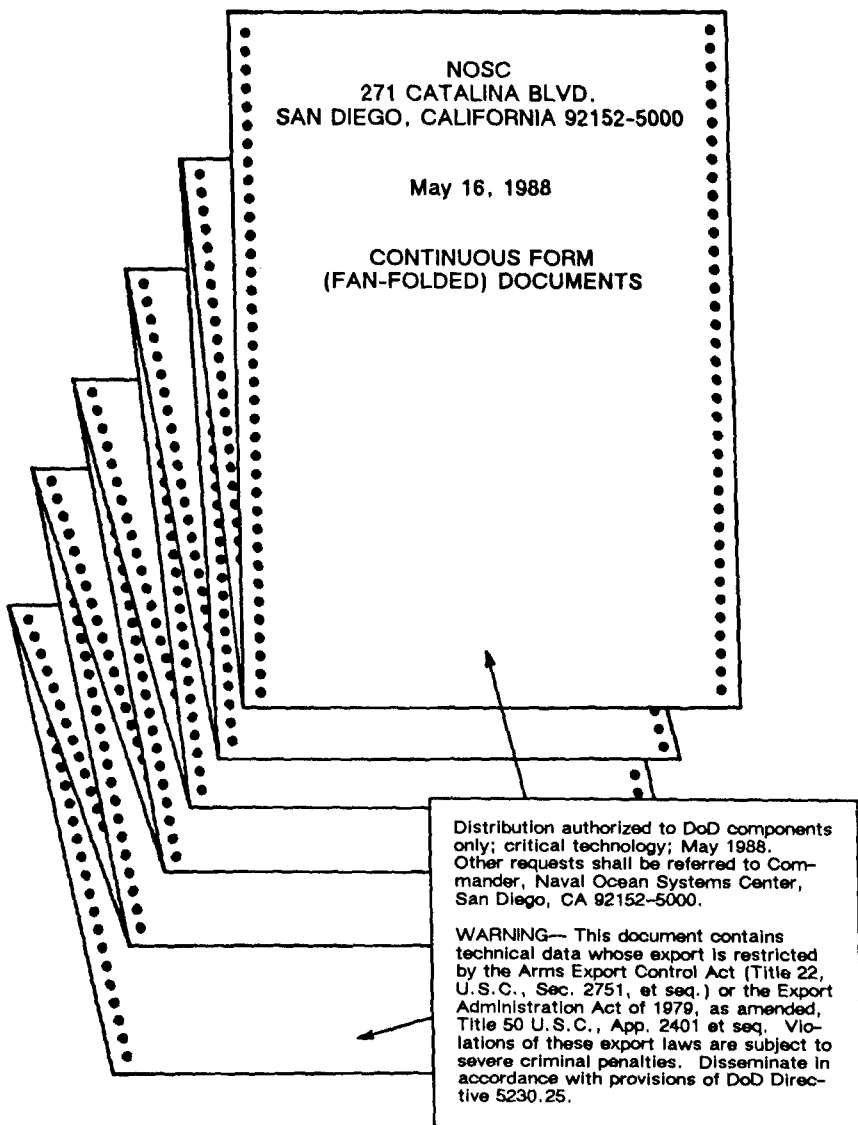 NOSC
271 CATALINA BLVD.
SAN DIEGO, CALIFORNIA 92152-5000
May 16, 1988
CONTINUOUS FORM
(FAN-FOLDED) DOCUMENTS
Distribution authorized to DoD components
only; critical technology; May 1988.
Other requests shall be referred to Com-
mander, Naval Ocean Systems Center,
San Diego, CA 92152-5000.
WARNING-- This document contains
technical data whose export is restricted
by the Arms Export Control Act (Title 22,
U.S.C., Sec. 2751, et seq.) or the Export
Administration Act of 1979, as amended,
Title 50 U.S.C., App. 2401 et seq. Vio-
lations of these export laws are subject to
severe criminal penalties. Disseminate in
accordance with provisions of DoD Direc-
tive 5230.25.